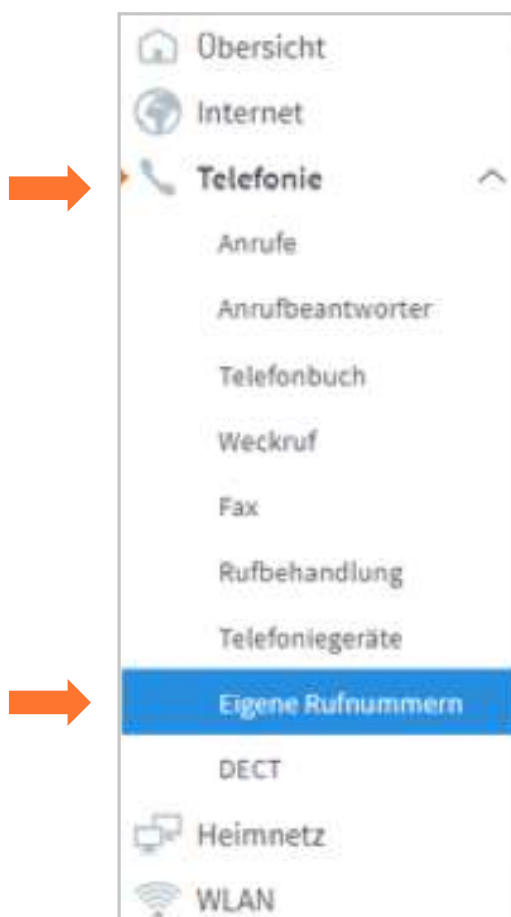 Übersicht
Internet
Telefonie
Anrufe
Anrufbeantworter
Telefonbuch
Weckruf
Fax
Rufbehandlung
Telefoniegeräte
Eigene Rufnummern
DECT
Heimnetz
WLAN